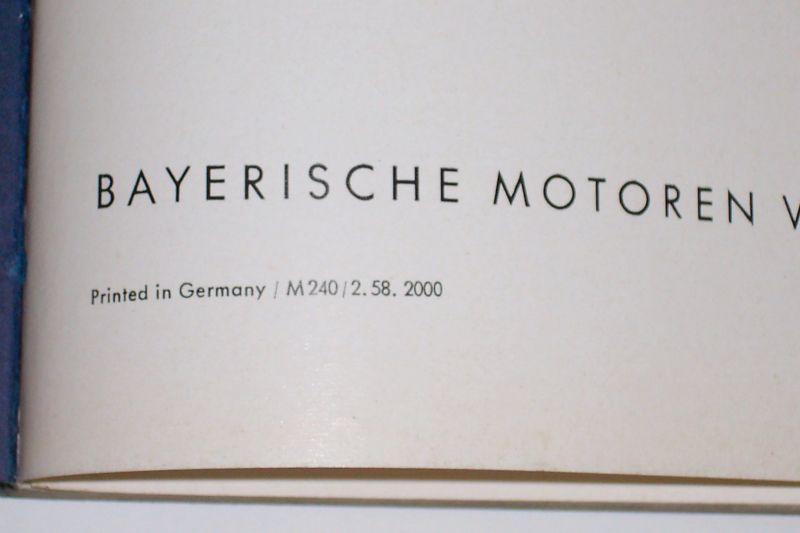 BAYERISCHE MOTOREN
Printed in Germany / M 240 / 2.58. 2000